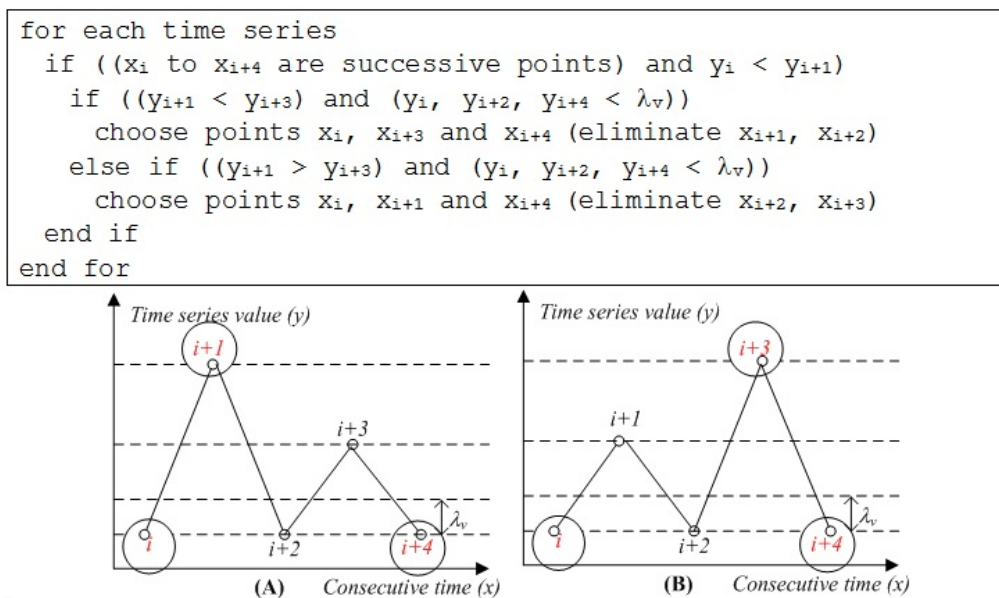 for each time series
if ((xᵢ to xᵢ₊₄ are successive points) and yᵢ < yᵢ₊₁)
if ((yᵢ₊₁ < yᵢ₊₃) and (yᵢ, yᵢ₊₂, yᵢ₊₄ < λᵥ))
choose points xᵢ, xᵢ₊₃ and xᵢ₊₄ (eliminate xᵢ₊₁, xᵢ₊₂)
else if ((yᵢ₊₁ > yᵢ₊₃) and (yᵢ, yᵢ₊₂, yᵢ₊₄ < λᵥ))
choose points xᵢ, xᵢ₊₁ and xᵢ₊₄ (eliminate xᵢ₊₂, xᵢ₊₃)
end if
end for
Time series value (y)
i+1
i+3
λᵥ
i
i+2
i+4
(A)
Consecutive time (x)
Time series value (y)
i+3
i+1
λᵥ
i
i+2
i+4
(B)
Consecutive time (x)